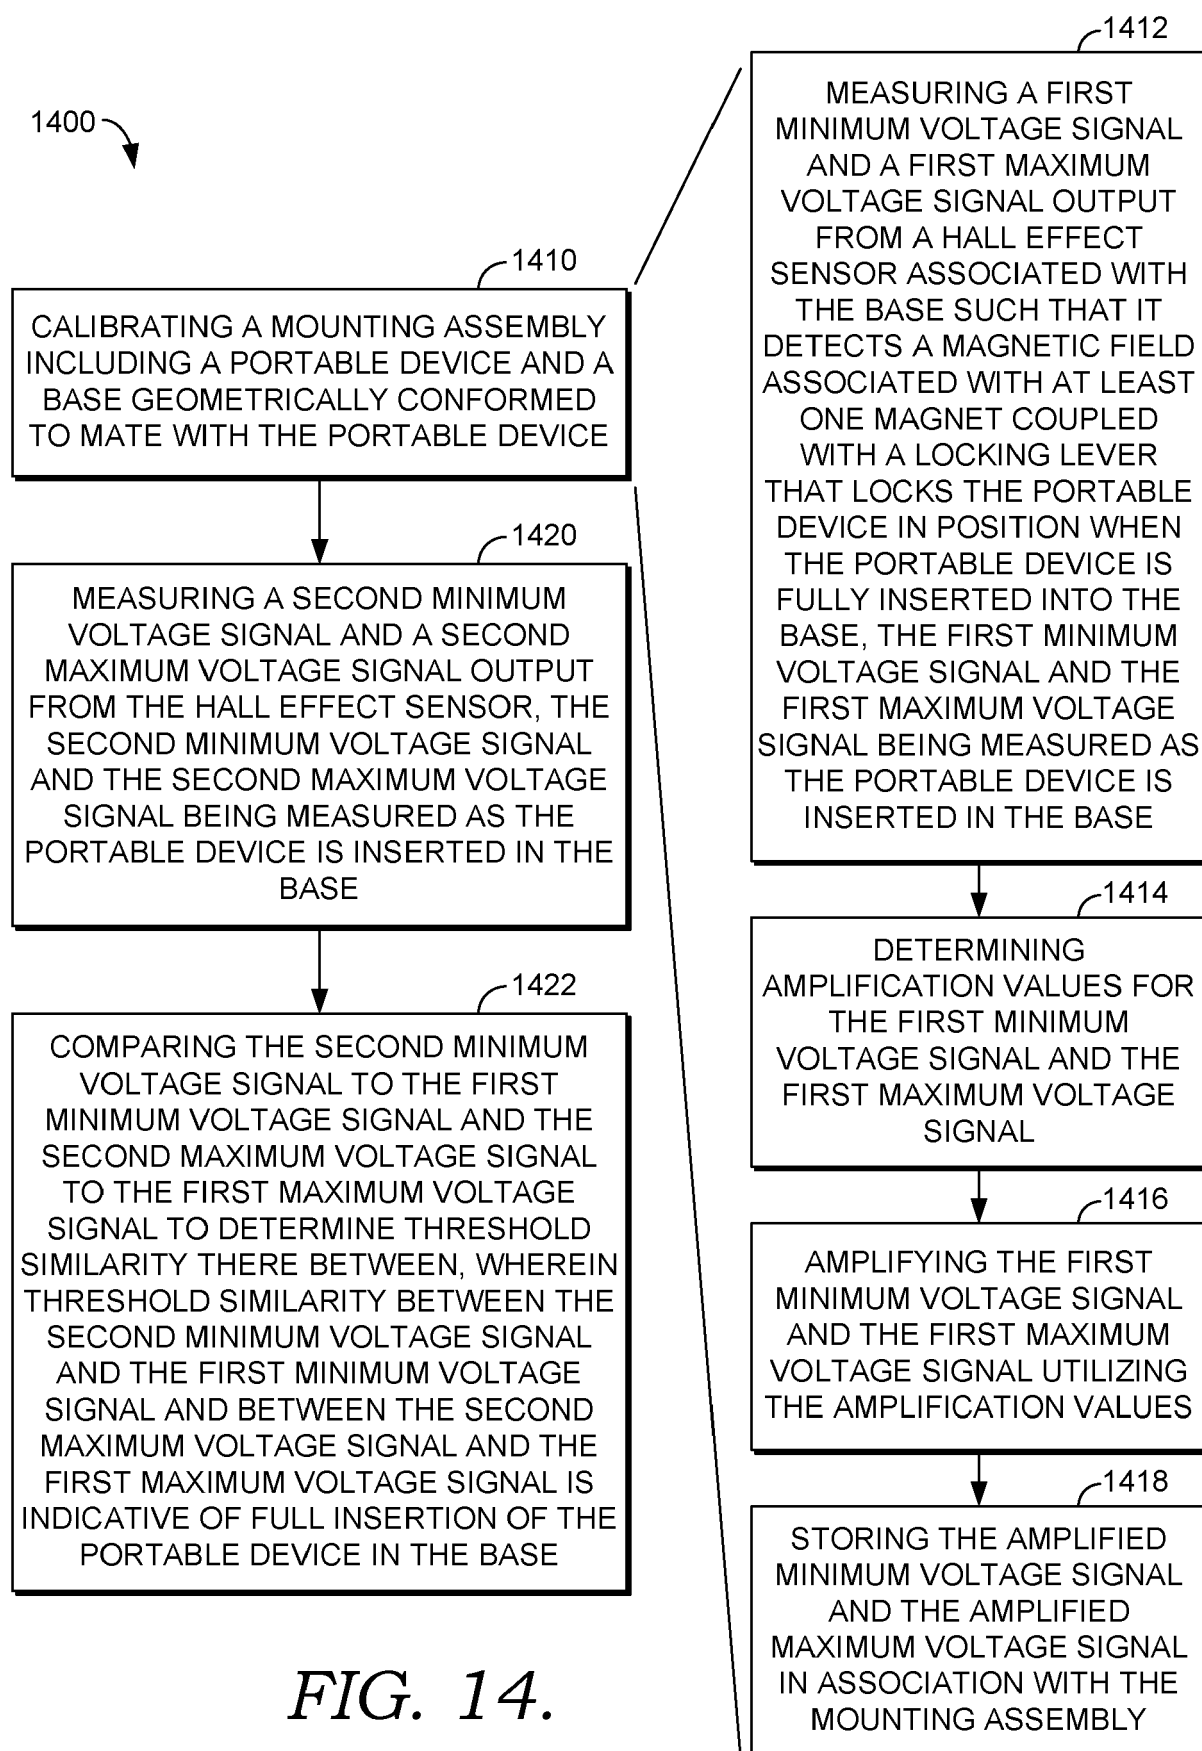 1400
1410
CALIBRATING A MOUNTING ASSEMBLY
INCLUDING A PORTABLE DEVICE AND A
BASE GEOMETRICALLY CONFORMED
TO MATE WITH THE PORTABLE DEVICE
1420
MEASURING A SECOND MINIMUM
VOLTAGE SIGNAL AND A SECOND
MAXIMUM VOLTAGE SIGNAL OUTPUT
FROM THE HALL EFFECT SENSOR, THE
SECOND MINIMUM VOLTAGE SIGNAL
AND THE SECOND MAXIMUM VOLTAGE
SIGNAL BEING MEASURED AS THE
PORTABLE DEVICE IS INSERTED IN THE
BASE
1422
COMPARING THE SECOND MINIMUM
VOLTAGE SIGNAL TO THE FIRST
MINIMUM VOLTAGE SIGNAL AND THE
SECOND MAXIMUM VOLTAGE SIGNAL
TO THE FIRST MAXIMUM VOLTAGE
SIGNAL TO DETERMINE THRESHOLD
SIMILARITY THERE BETWEEN, WHEREIN
THRESHOLD SIMILARITY BETWEEN THE
SECOND MINIMUM VOLTAGE SIGNAL
AND THE FIRST MINIMUM VOLTAGE
SIGNAL AND BETWEEN THE SECOND
MAXIMUM VOLTAGE SIGNAL AND THE
FIRST MAXIMUM VOLTAGE SIGNAL IS
INDICATIVE OF FULL INSERTION OF THE
PORTABLE DEVICE IN THE BASE
1412
MEASURING A FIRST
MINIMUM VOLTAGE SIGNAL
AND A FIRST MAXIMUM
VOLTAGE SIGNAL OUTPUT
FROM A HALL EFFECT
SENSOR ASSOCIATED WITH
THE BASE SUCH THAT IT
DETECTS A MAGNETIC FIELD
ASSOCIATED WITH AT LEAST
ONE MAGNET COUPLED
WITH A LOCKING LEVER
THAT LOCKS THE PORTABLE
DEVICE IN POSITION WHEN
THE PORTABLE DEVICE IS
FULLY INSERTED INTO THE
BASE, THE FIRST MINIMUM
VOLTAGE SIGNAL AND THE
FIRST MAXIMUM VOLTAGE
SIGNAL BEING MEASURED AS
THE PORTABLE DEVICE IS
INSERTED IN THE BASE
1414
DETERMINING
AMPLIFICATION VALUES FOR
THE FIRST MINIMUM
VOLTAGE SIGNAL AND THE
FIRST MAXIMUM VOLTAGE
SIGNAL
1416
AMPLIFYING THE FIRST
MINIMUM VOLTAGE SIGNAL
AND THE FIRST MAXIMUM
VOLTAGE SIGNAL UTILIZING
THE AMPLIFICATION VALUES
1418
STORING THE AMPLIFIED
MINIMUM VOLTAGE SIGNAL
AND THE AMPLIFIED
MAXIMUM VOLTAGE SIGNAL
IN ASSOCIATION WITH THE
MOUNTING ASSEMBLY
FIG. 14.